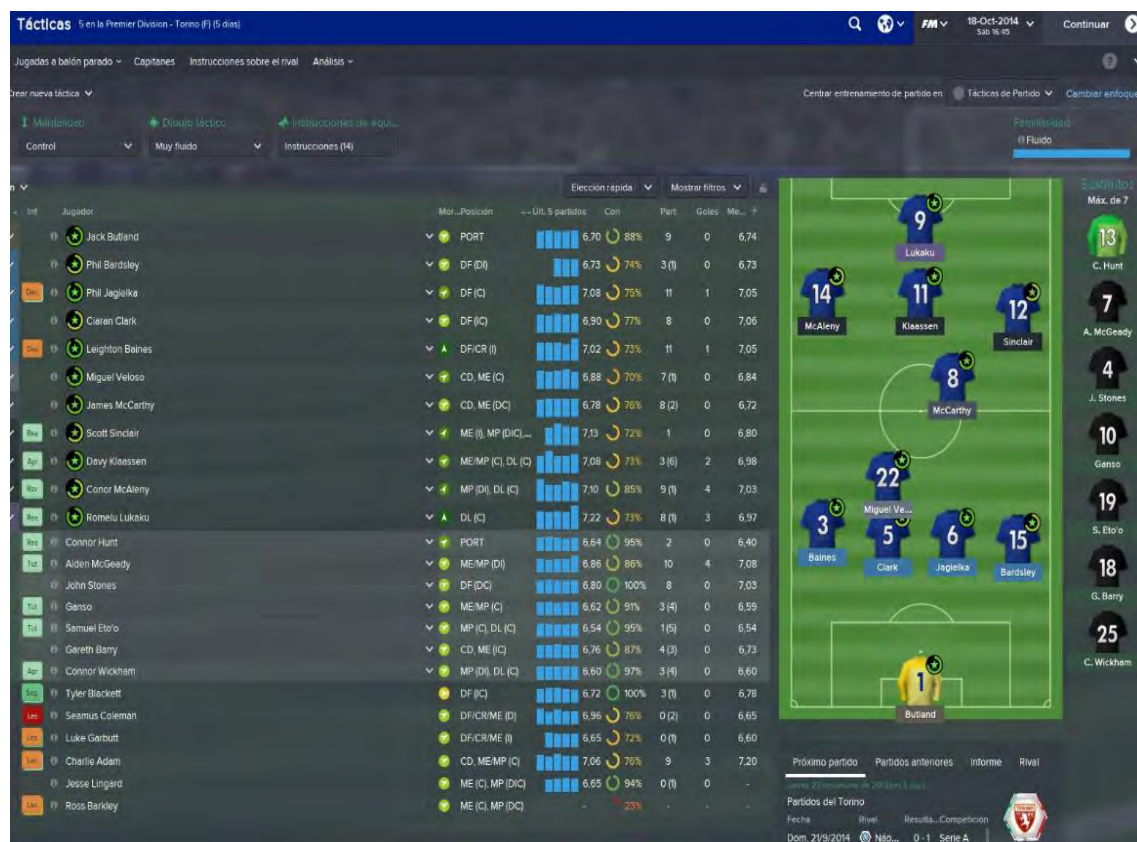 Tácticas 5 en la Premier Division - Torino (F) (5 días)
FM 18-Oct-2014 Continuar
Sáb 16:45
Jugadas a balón parado Capitanes Instrucciones sobre el rival Análisis
Crear nueva táctica Centrar entrenamiento de partido en Tácticas de Partido Cambiar enfoque
Mentalidad Dibujo táctico Instrucciones de equi...
Familiaridad
Control Muy fluido Instrucciones (14)
Fluido
Elección rápida Mostrar filtros
Sustitutos
Máx. de 7
Inf Jugador Mor... Posición Últ. 5 partidos Con Part Goles Me...
Jack Butland PORT 6,70 88% 9 0 6,74
Phil Bardsley DF (DI) 6,73 74% 3 (1) 0 6,73
Phil Jagielka DF (C) 7,08 75% 11 1 7,05
Ciaran Clark DF (IC) 6,90 77% 8 0 7,06
Leighton Baines DF/CR (I) 7,02 73% 11 1 7,05
Miguel Veloso CD, ME (C) 6,88 70% 7 (1) 0 6,84
James McCarthy CD, ME (DC) 6,78 76% 8 (2) 0 6,72
Res Scott Sinclair ME (I), MP (DIC),... 7,13 72% 1 0 6,80
Apr Davy Klaassen ME/MP (C), DL (C) 7,08 73% 3 (6) 2 6,98
Conor McAleny MP (DI), DL (C) 7,10 85% 9 (1) 4 7,03
Res Romelu Lukaku DL (C) 7,22 73% 8 (1) 3 6,97
Res Connor Hunt PORT 6,64 95% 2 0 6,40
Tut Aiden McGeady ME/MP (DI) 6,86 86% 10 4 7,08
John Stones DF (DC) 6,80 100% 8 0 7,03
Tut Ganso ME/MP (C) 6,62 91% 3 (4) 0 6,59
Tut Samuel Eto'o MP (C), DL (C) 6,54 95% 1 (5) 0 6,54
Gareth Barry CD, ME (IC) 6,76 87% 4 (3) 0 6,73
Apr Connor Wickham MP (DI), DL (C) 6,60 97% 3 (4) 0 6,60
Tyler Blackett DF (IC) 6,72 100% 3 (1) 0 6,78
Les Seamus Coleman DF/CR/ME (D) 6,96 76% 0 (2) 0 6,65
Les Luke Garbutt DF/CR/ME (I) 6,65 72% 0 (1) 0 6,60
Les Charlie Adam CD, ME/MP (C) 7,06 76% 9 3 7,20
Jesse Lingard ME (C), MP (DIC) 6,65 94% 0 (1) 0 -
Les Ross Barkley ME (C), MP (DC) - 23% - - -
9
Lukaku
14 11 12
McAleny Klaassen Sinclair
8
McCarthy
22
Miguel Ve...
3 5 6 15
Baines Clark Jagielka Bardsley
1
Butland
13
C. Hunt
7
A. McGeady
4
J. Stones
10
Ganso
19
S. Eto'o
18
G. Barry
25
C. Wickham
Próximo partido Partidos anteriores Informe Rival
Partidos del Torino
Fecha Rival Resulta... Competición
Dom. 21/9/2014 Náp... 0 - 1 Serie A